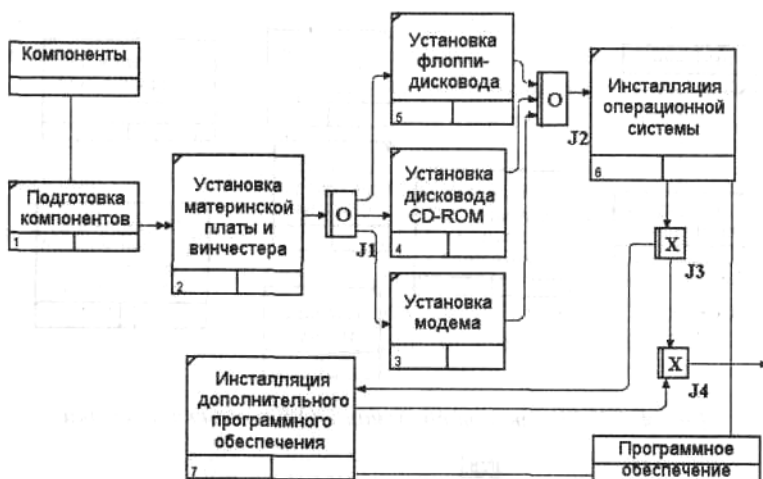 Компоненты
Подготовка
компонентов
1
Установка
материнской
платы и
винчестера
2
O
J1
Установка
флоппи-
дисковода
5
Установка
дисковода
CD-ROM
4
Установка
модема
3
O
J2
Инсталляция
операционной
системы
6
X
J3
X
J4
Инсталляция
дополнительного
программного
обеспечения
7
Программное
обеспечение